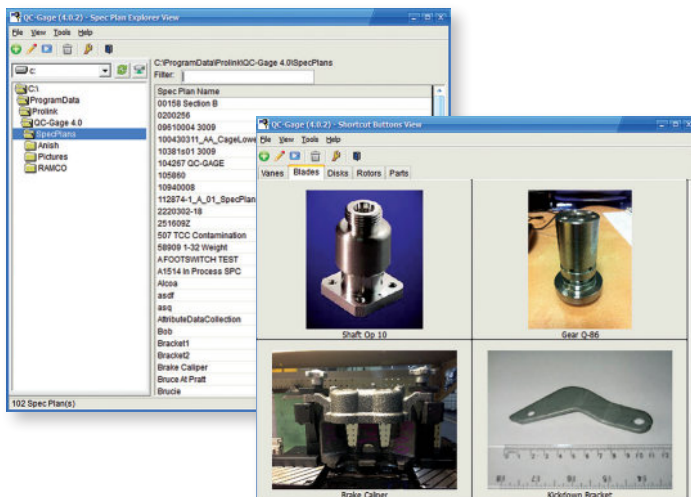 QC-Gage (4.0.2) - Spec Plan Explorer View
File View Tools Help
C:
C:\ProgramData\Prolink\QC-Gage 4.0\SpecPlans
Filter:
C:\
ProgramData
Prolink
QC-Gage 4.0
SpecPlans
Anish
Pictures
RAMCO
Spec Plan Name
00158 Section B
0200256
09810004 3009
100430311_AA_CageLowe
10381s01 3009
104267 QC-GAGE
105860
10940008
112874-1_A_01_SpecPlan
2220302-18
251609Z
507 TCC Contamination
58909 1-32 Weight
A FOOTSWITCH TEST
A1514 In Process SPC
Alcoa
asdf
asq
AttributeDataCollection
Bob
Bracket1
Bracket2
Brake Caliper
Bruce At Pratt
Brucie
102 Spec Plan(s)
QC-Gage (4.0.2) - Shortcut Buttons View
File View Tools Help
Vanes Blades Disks Rotors Parts
Shaft Op 10
Gear Q-86
Brake Caliper
Kickdown Bracket